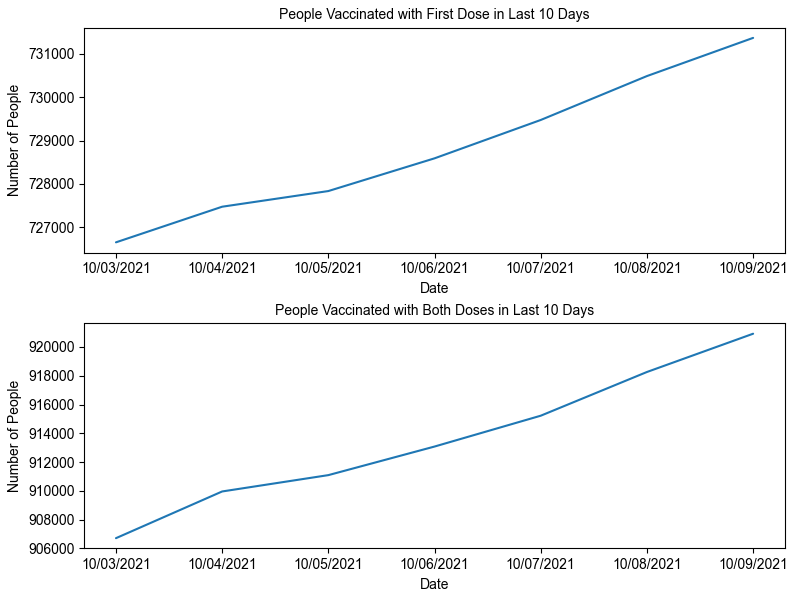 People Vaccinated with First Dose in Last 10 Days
731000
730000
729000
728000
727000
Number of People
10/03/2021 10/04/2021 10/05/2021 10/06/2021 10/07/2021 10/08/2021 10/09/2021
Date
People Vaccinated with Both Doses in Last 10 Days
920000
918000
916000
914000
912000
910000
908000
906000
Number of People
10/03/2021 10/04/2021 10/05/2021 10/06/2021 10/07/2021 10/08/2021 10/09/2021
Date